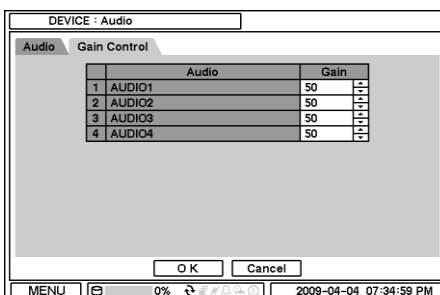 DEVICE : Audio
Audio Gain Control
Audio Gain
1 AUDIO1 50
2 AUDIO2 50
3 AUDIO3 50
4 AUDIO4 50
OK Cancel
MENU 0% 2009-04-04 07:34:59 PM